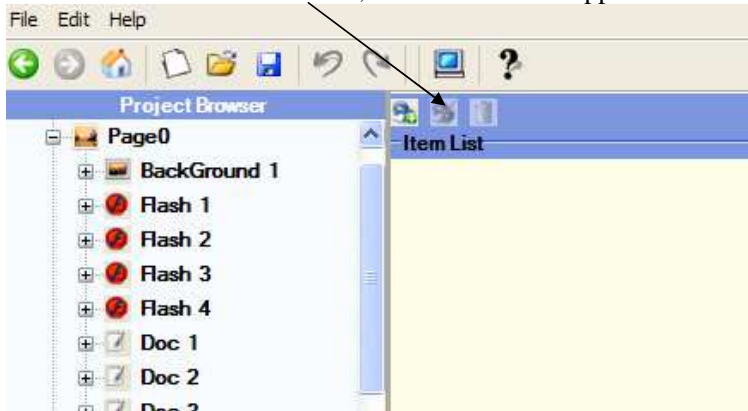 File Edit Help
Project Browser
Page0
Item List
BackGround 1
Flash 1
Flash 2
Flash 3
Flash 4
Doc 1
Doc 2